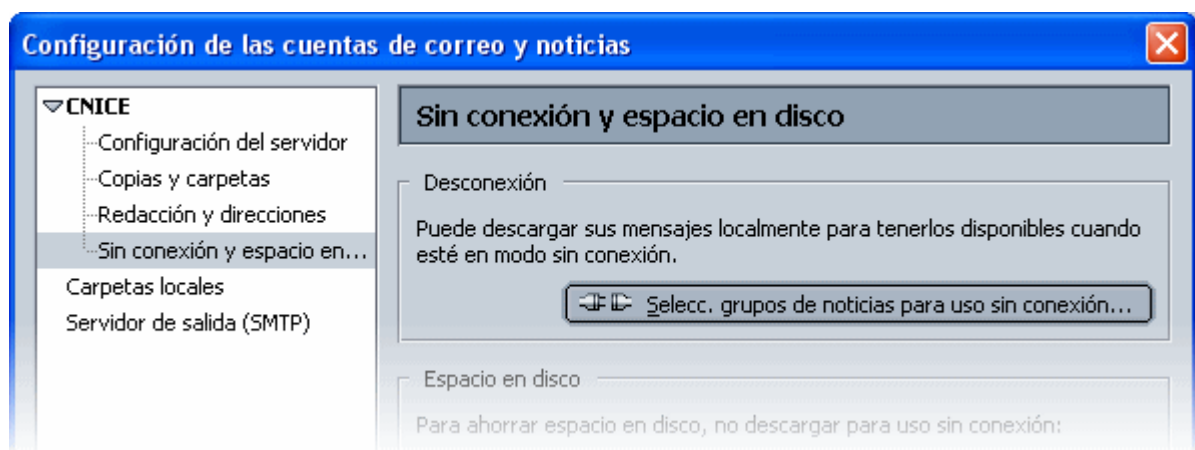 Configuración de las cuentas de correo y noticias
CNICE
Configuración del servidor
Copias y carpetas
Redacción y direcciones
Sin conexión y espacio en...
Carpetas locales
Servidor de salida (SMTP)
Sin conexión y espacio en disco
Desconexión
Puede descargar sus mensajes localmente para tenerlos disponibles cuando
esté en modo sin conexión.
Selecc. grupos de noticias para uso sin conexión...
Espacio en disco
Para ahorrar espacio en disco, no descargar para uso sin conexión: